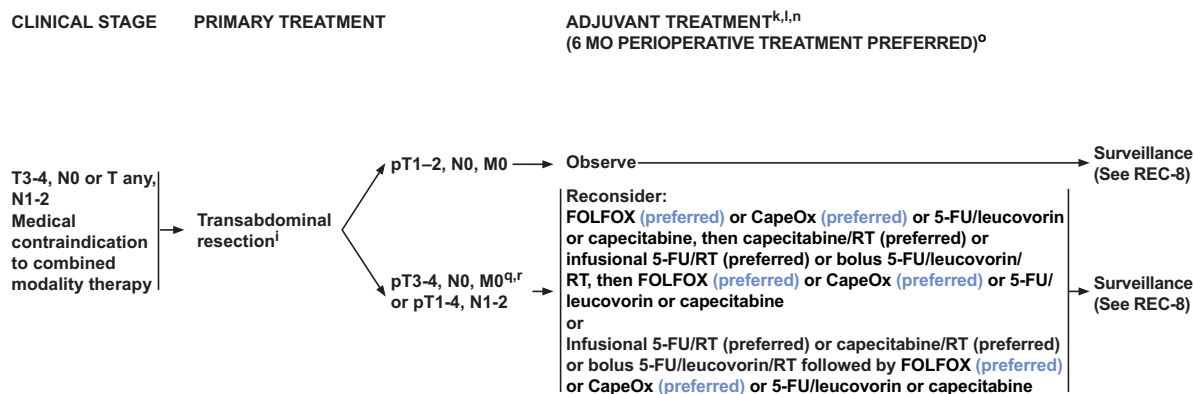 CLINICAL STAGE
PRIMARY TREATMENT
ADJUVANT TREATMENTk,l,n
(6 MO PERIOPERATIVE TREATMENT PREFERRED)o
T3-4, N0 or T any,
N1-2
Medical
contraindication
to combined
modality therapy
Transabdominal
resectioni
pT1–2, N0, M0
Observe
Surveillance
(See REC-8)
pT3-4, N0, M0q,r
or pT1-4, N1-2
Reconsider:
FOLFOX (preferred) or CapeOx (preferred) or 5-FU/leucovorin
or capecitabine, then capecitabine/RT (preferred) or
infusional 5-FU/RT (preferred) or bolus 5-FU/leucovorin/
RT, then FOLFOX (preferred) or CapeOx (preferred) or 5-FU/
leucovorin or capecitabine
or
Infusional 5-FU/RT (preferred) or capecitabine/RT (preferred)
or bolus 5-FU/leucovorin/RT followed by FOLFOX (preferred)
or CapeOx (preferred) or 5-FU/leucovorin or capecitabine
Surveillance
(See REC-8)